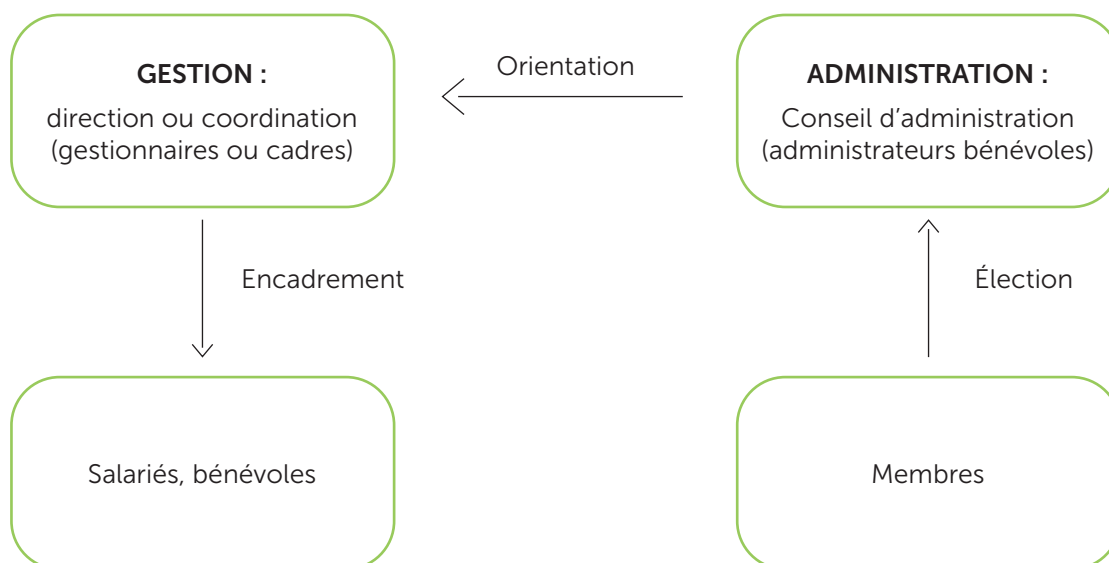 GESTION :
direction ou coordination
(gestionnaires ou cadres)
Orientation
ADMINISTRATION :
Conseil d’administration
(administrateurs bénévoles)
Encadrement
Élection
Salariés, bénévoles
Membres